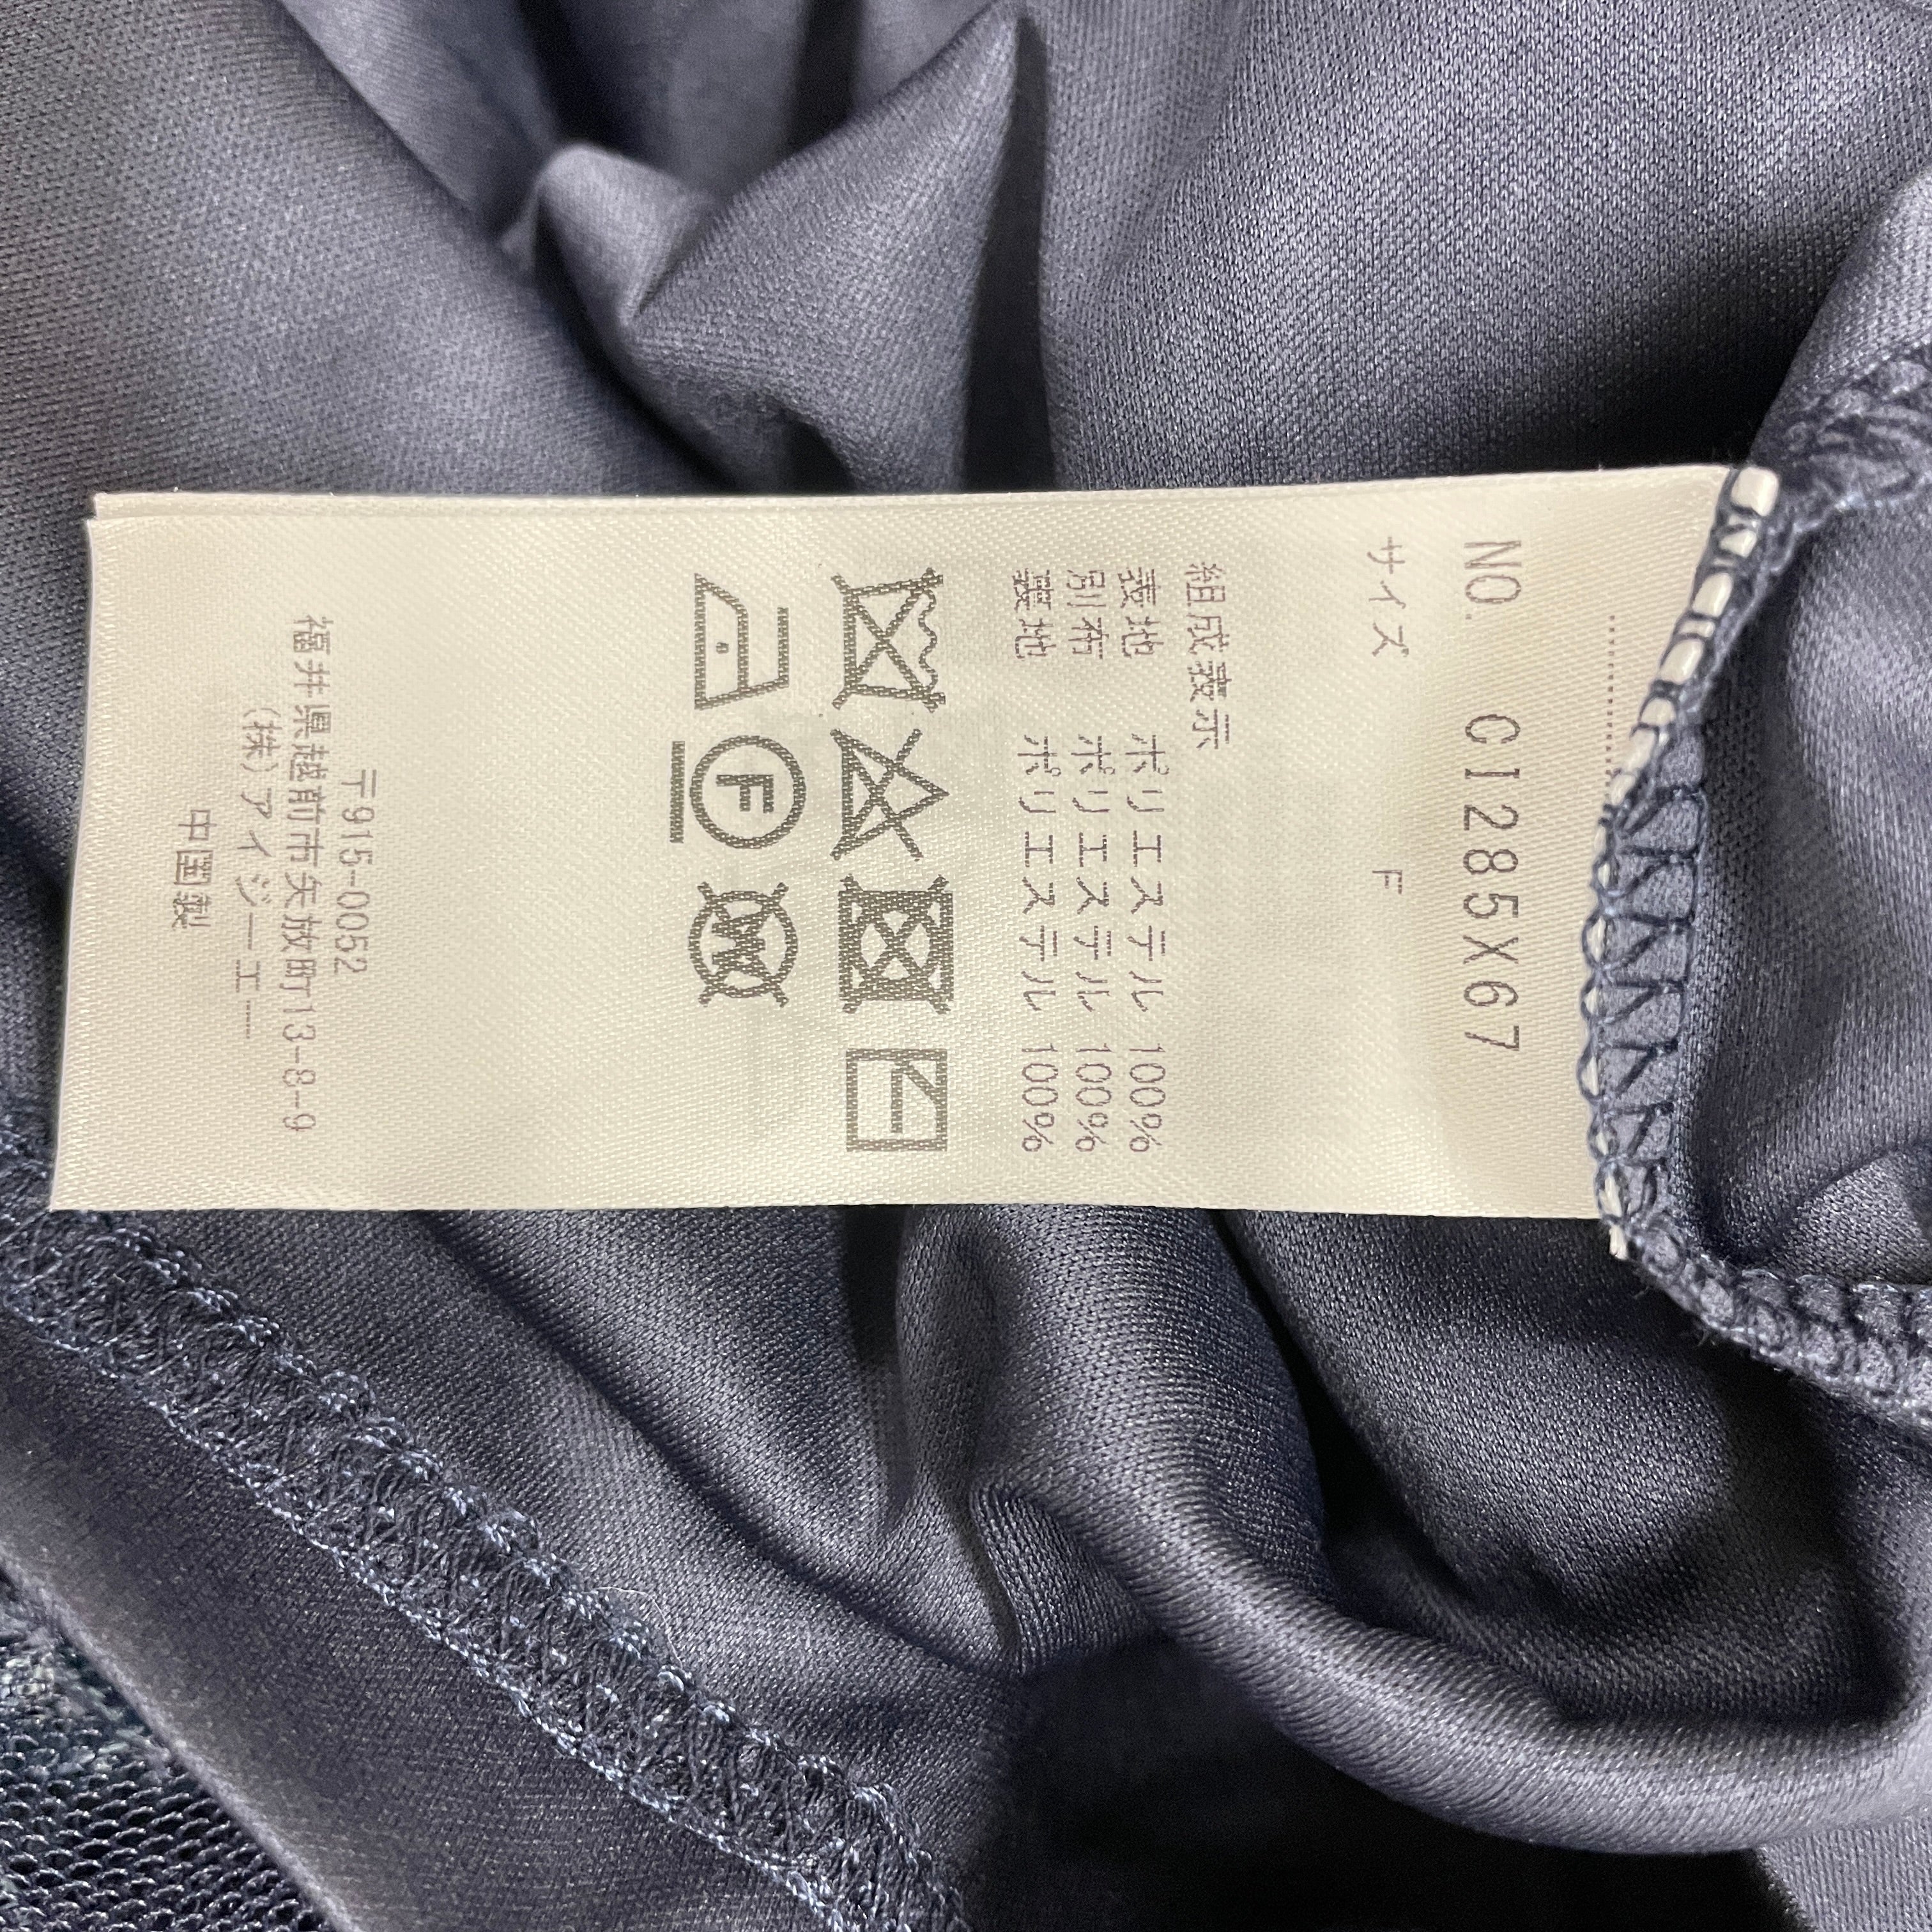 NO. CI285X67
サイズ F
組成表示
表地 ポリエステル 100%
別布 ポリエステル 100%
裏地 ポリエステル 100%
F
W
〒915-0052
福井県越前市矢放町13-8-9
(株)アイジーエー
中国製